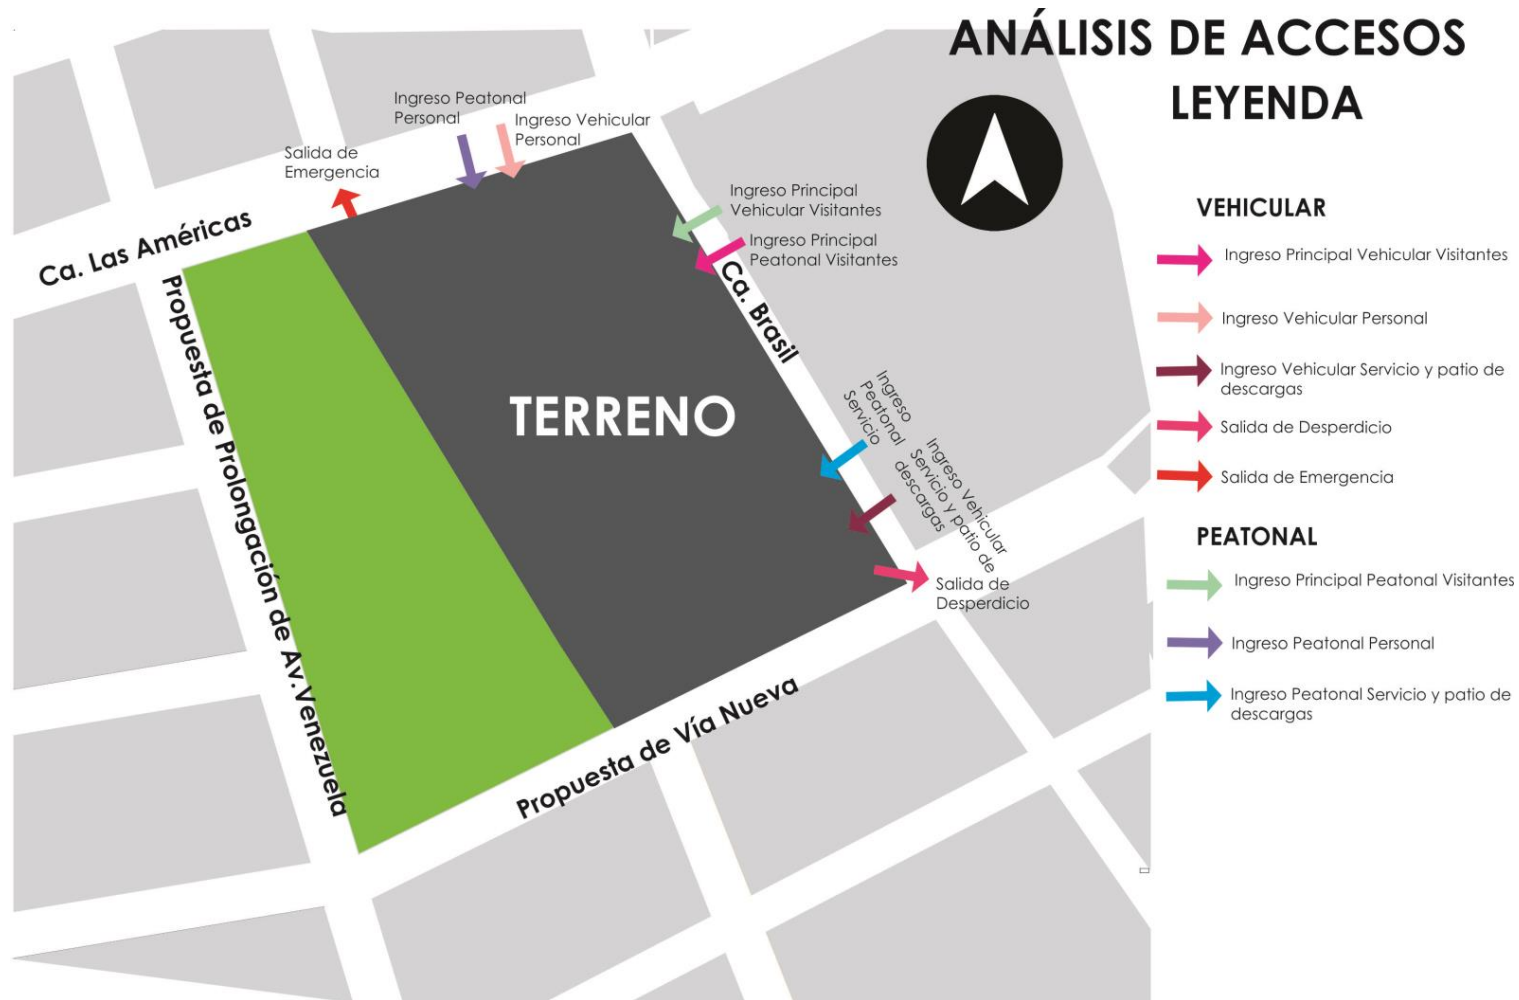 ANÁLISIS DE ACCESOS
LEYENDA
Ingreso Peatonal
Personal
Ingreso Vehicular
Personal
Salida de
Emergencia
Ingreso Principal
Vehicular Visitantes
Ingreso Principal
Peatonal Visitantes
Ca. Las Américas
Ca. Brasil
Propuesta de Prolongación de Av.Venezuela
TERRENO
Ingreso
Peatonal
Servicio
Ingreso Vehicular
Servicio y patio de
descargas
Salida de
Desperdicio
Propuesta de Vía Nueva
VEHICULAR
Ingreso Principal Vehicular Visitantes
Ingreso Vehicular Personal
Ingreso Vehicular Servicio y patio de
descargas
Salida de Desperdicio
Salida de Emergencia
PEATONAL
Ingreso Principal Peatonal Visitantes
Ingreso Peatonal Personal
Ingreso Peatonal Servicio y patio de
descargas